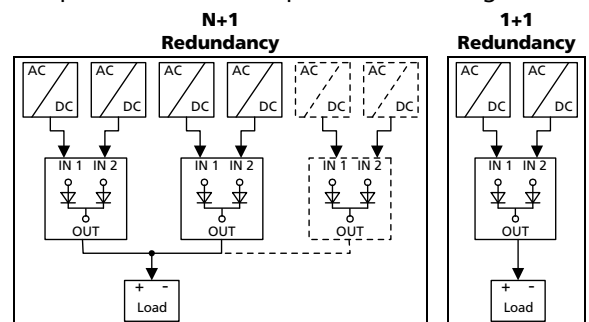 N+1
Redundancy
1+1
Redundancy
AC AC AC AC AC AC AC AC
DC DC DC DC DC DC DC DC
IN 1 IN 2 IN 1 IN 2 IN 1 IN 2 IN 1 IN 2
OUT OUT OUT OUT
+ - + -
Load Load